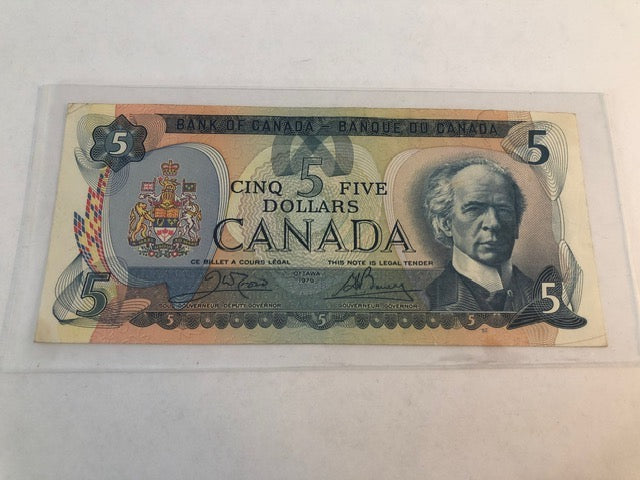 BANK OF CANADA – BANQUE DU CANADA
5 5
CINQ 5 FIVE
DOLLARS
CANADA
CE BILLET A COURS LÉGAL THIS NOTE IS LEGAL TENDER
OTTAWA
1979
5 5
SOUS-GOUVERNEUR-DEPUTY GOVERNOR GOUVERNEUR-GOVERNOR
5 5 5